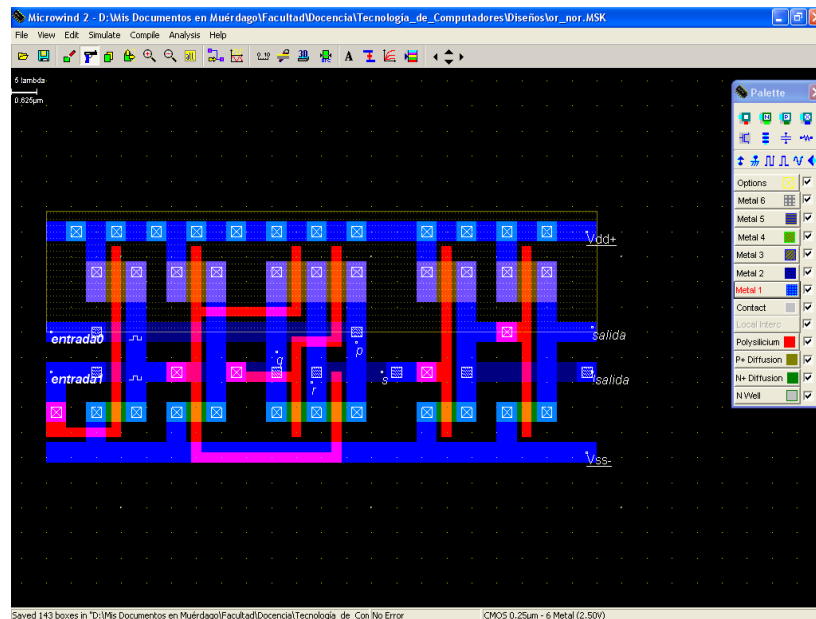 Microwind 2 - D:\Mis Documentos en Muérdago\Facultad\Docencia\Tecnología_de_Computadores\Diseños\or_nor.MSK
File View Edit Simulate Compile Analysis Help
5 lambda
0.625µm
Palette
Options
Metal 6
Metal 5
Metal 4
Metal 3
Metal 2
Metal 1
Contact
Local Interc
Polysilicium
P+ Diffusion
N+ Diffusion
N Well
Vdd+
entrada0
salida
q
p
entrada1
r
s
!salida
Vss-
Saved 143 boxes in "D:\Mis Documentos en Muérdago\Facultad\Docencia\Tecnología_de_Con No Error CMOS 0.25µm - 6 Metal (2.50V)